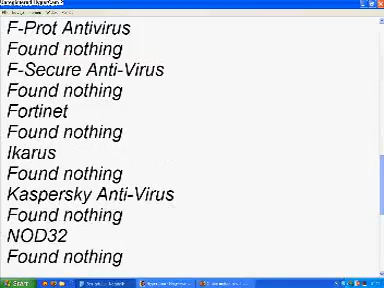 F-Prot Antivirus
Found nothing
F-Secure Anti-Virus
Found nothing
Fortinet
Found nothing
Ikarus
Found nothing
Kaspersky Anti-Virus
Found nothing
NOD32
Found nothing
Start